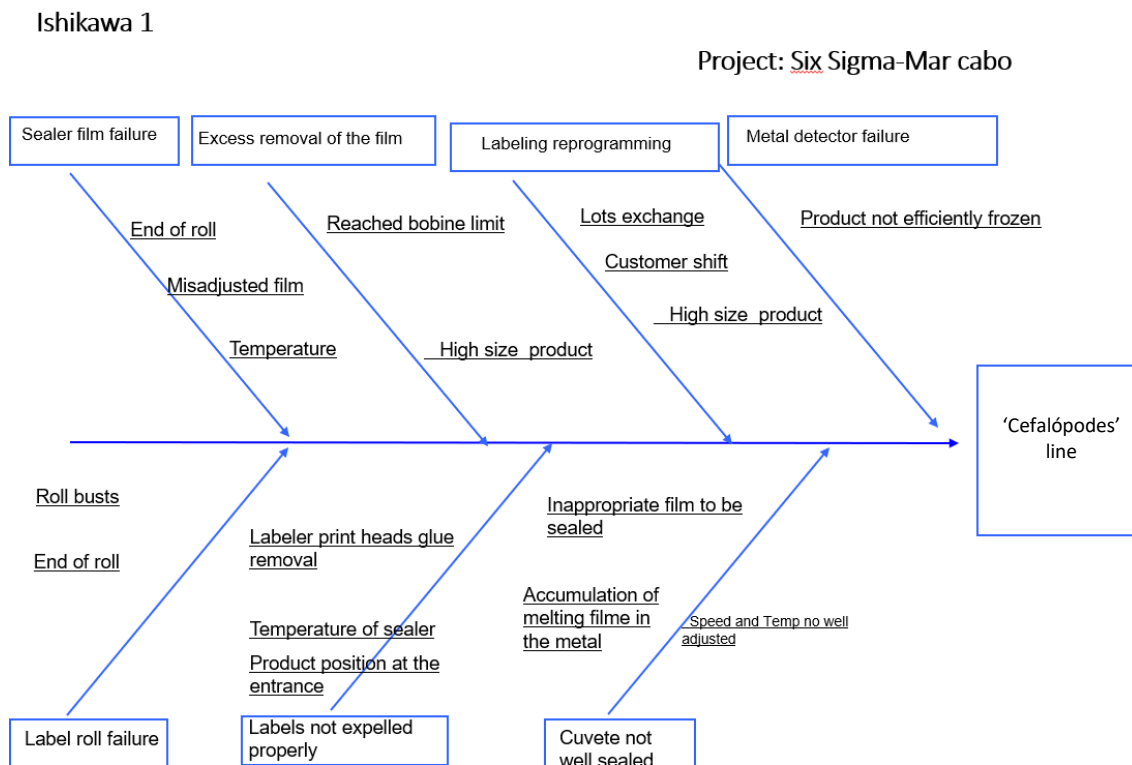 Ishikawa 1
Project: Six Sigma-Mar cabo
Sealer film failure
Excess removal of the film
Labeling reprogramming
Metal detector failure
End of roll
Misadjusted film
Temperature
Reached bobine limit
High size product
Lots exchange
Customer shift
High size product
Product not efficiently frozen
'Cefalópodes'
line
Roll busts
End of roll
Labeler print heads glue
removal
Temperature of sealer
Product position at the
entrance
Inappropriate film to be
sealed
Accumulation of
melting filme in
the metal
Speed and Temp no well
adjusted
Label roll failure
Labels not expelled
properly
Cuvete not
well sealed